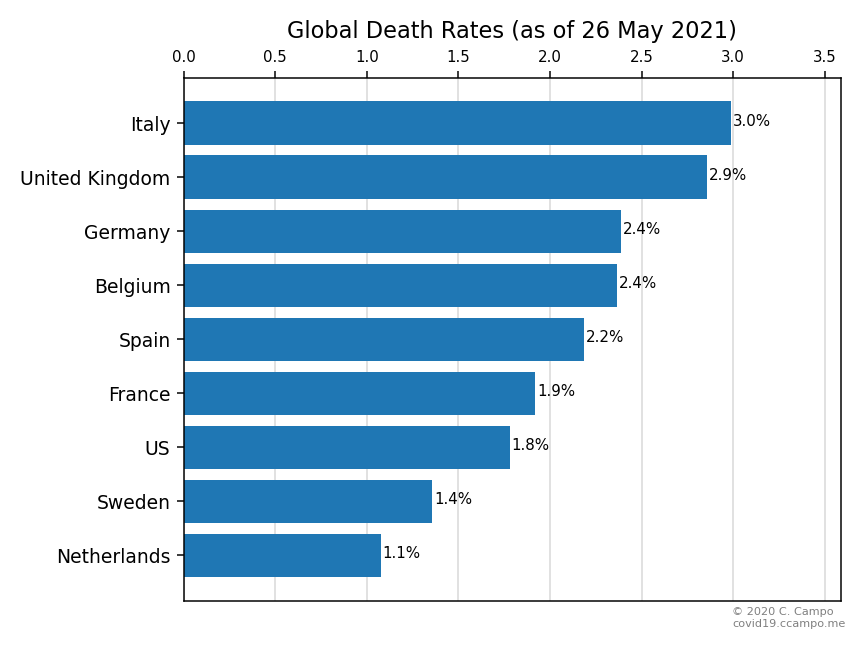 Global Death Rates (as of 26 May 2021)
0.0 0.5 1.0 1.5 2.0 2.5 3.0 3.5
Italy 3.0%
United Kingdom 2.9%
Germany 2.4%
Belgium 2.4%
Spain 2.2%
France 1.9%
US 1.8%
Sweden 1.4%
Netherlands 1.1%
© 2020 C. Campo
covid19.ccampo.me